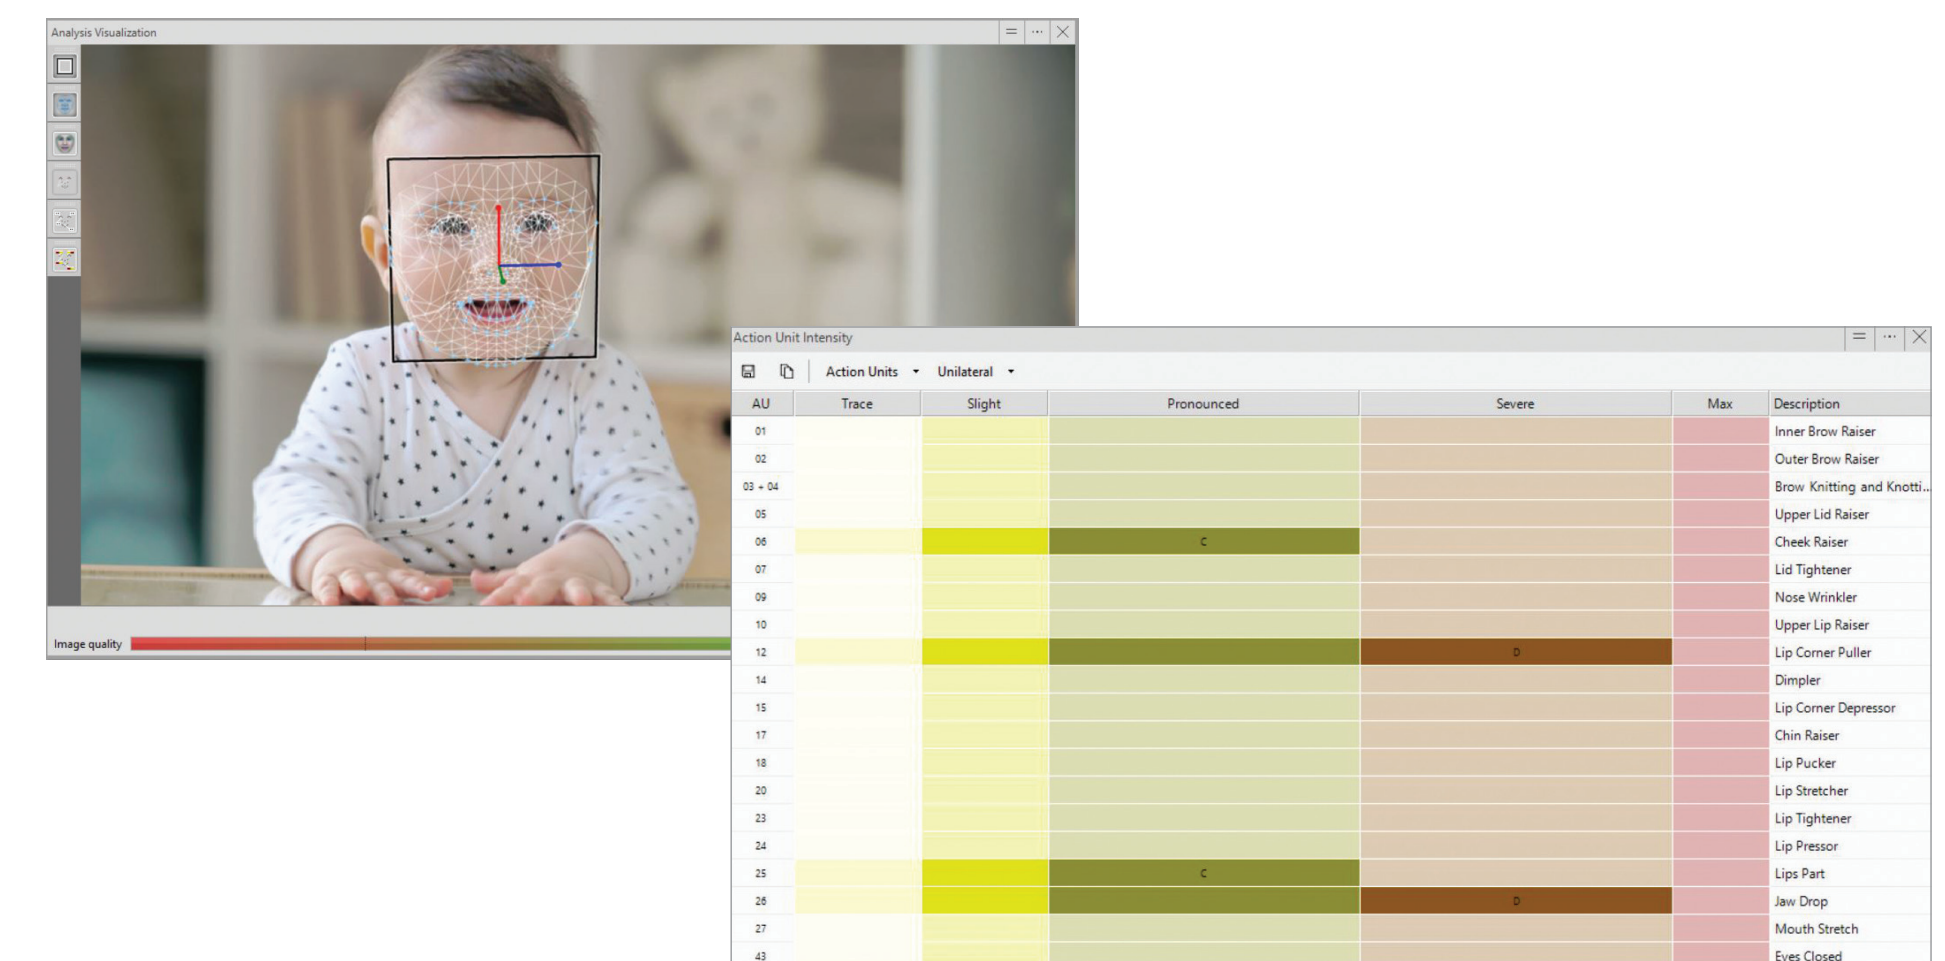 Analysis Visualization
Image quality
Action Unit Intensity
Action Units Unilateral
AU Trace Slight Pronounced Severe Max Description
01 Inner Brow Raiser
02 Outer Brow Raiser
03 + 04 Brow Knitting and Knotti...
05 Upper Lid Raiser
06 C Cheek Raiser
07 Lid Tightener
09 Nose Wrinkler
10 Upper Lip Raiser
12 D Lip Corner Puller
14 Dimpler
15 Lip Corner Depressor
17 Chin Raiser
18 Lip Pucker
20 Lip Stretcher
23 Lip Tightener
24 Lip Pressor
25 C Lips Part
26 D Jaw Drop
27 Mouth Stretch
43 Eyes Closed